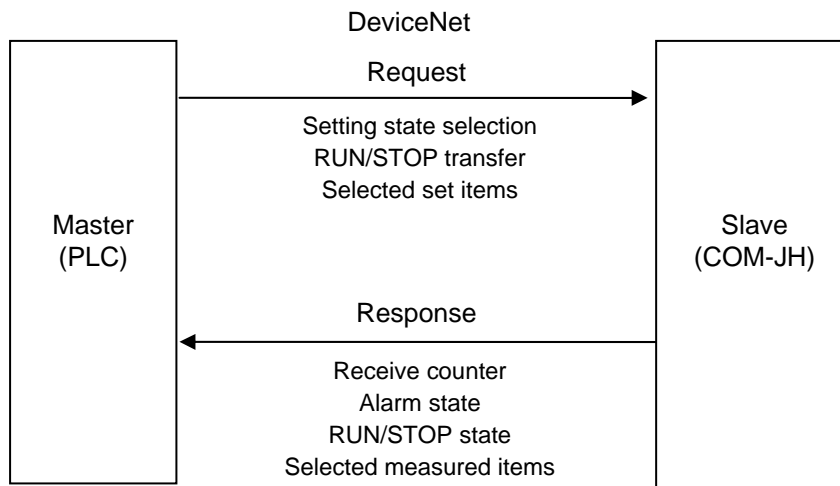 DeviceNet
Request
Setting state selection
RUN/STOP transfer
Selected set items
Master
(PLC)
Slave
(COM-JH)
Response
Receive counter
Alarm state
RUN/STOP state
Selected measured items